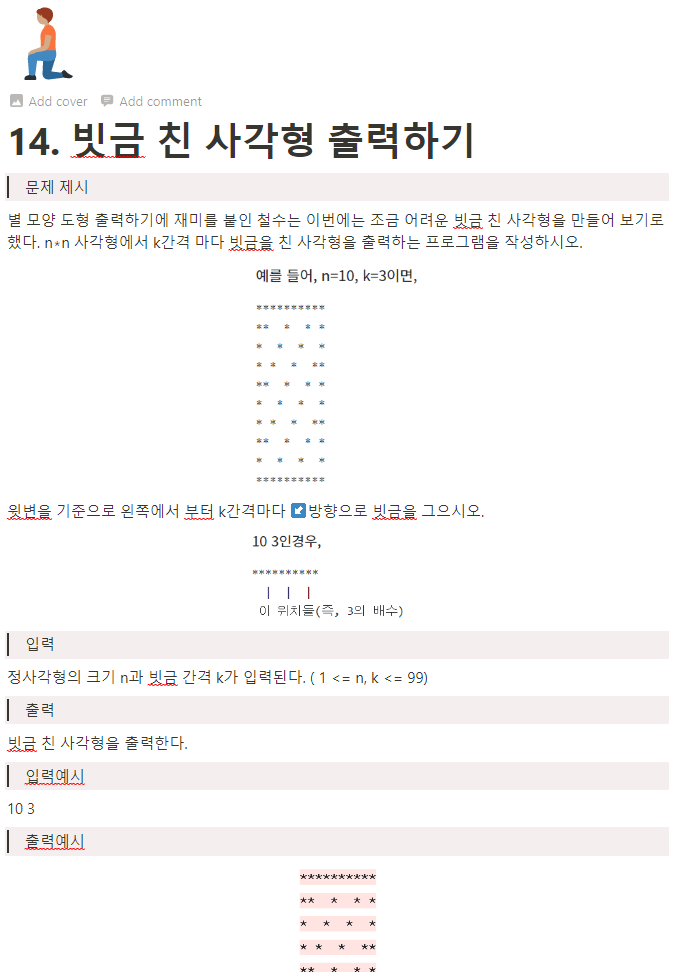 Add cover Add comment
14. 빗금 친 사각형 출력하기
문제 제시
별 모양 도형 출력하기에 재미를 붙인 철수는 이번에는 조금 어려운 빗금 친 사각형을 만들어 보기로
했다. n*n 사각형에서 k간격 마다 빗금을 친 사각형을 출력하는 프로그램을 작성하시오.
예를 들어, n=10, k=3이면,
**********
**  *  * *
*  *  *  *
* *  *  **
**  *  * *
*  *  *  *
* *  *  **
**  *  * *
*  *  *  *
**********
윗변을 기준으로 왼쪽에서 부터 k간격마다 ↙방향으로 빗금을 그으시오.
10 3인경우,
**********
  |  |  |
이 위치들(즉, 3의 배수)
입력
정사각형의 크기 n과 빗금 간격 k가 입력된다. ( 1 <= n, k <= 99)
출력
빗금 친 사각형을 출력한다.
입력예시
10 3
출력예시
**********
**  *  * *
*  *  *  *
* *  *  **
**  *  * *